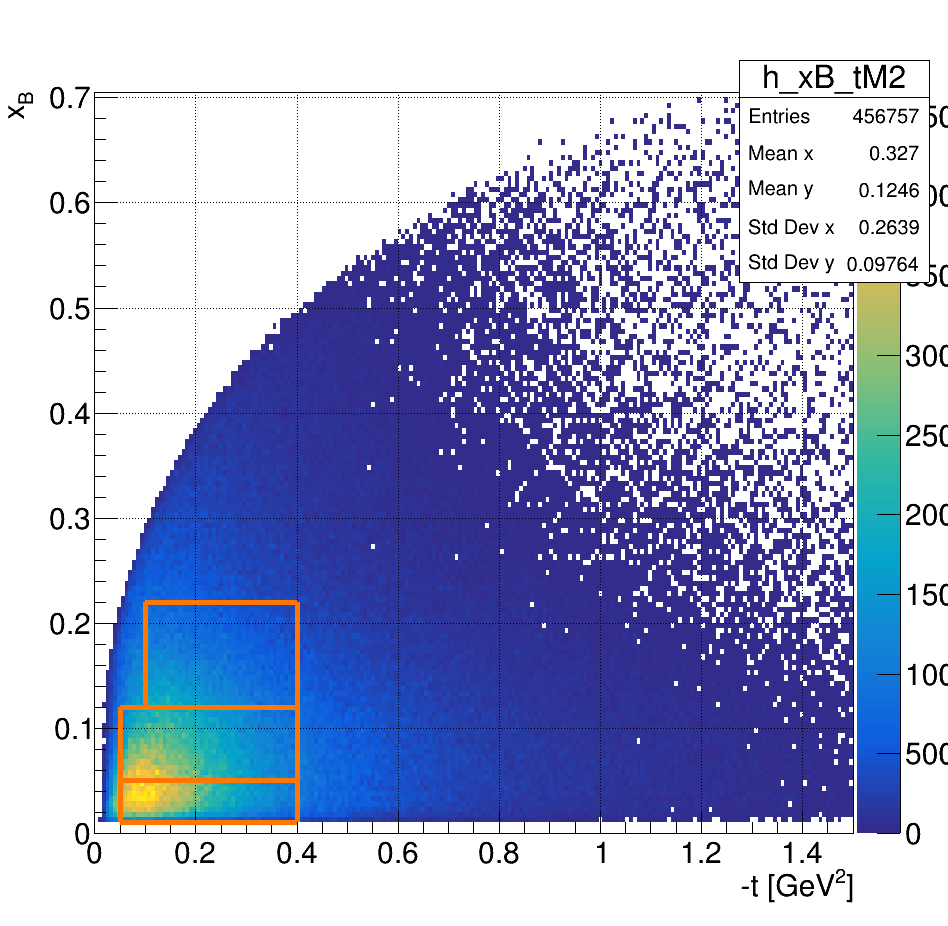 h_xB_tM2
Entries 456757
Mean x 0.327
Mean y 0.1246
Std Dev x 0.2639
Std Dev y 0.09764
x_B
0.7
0.6
0.5
0.4
0.3
0.2
0.1
0
0 0.2 0.4 0.6 0.8 1 1.2 1.4
-t [GeV²]
300
250
200
150
100
500
0